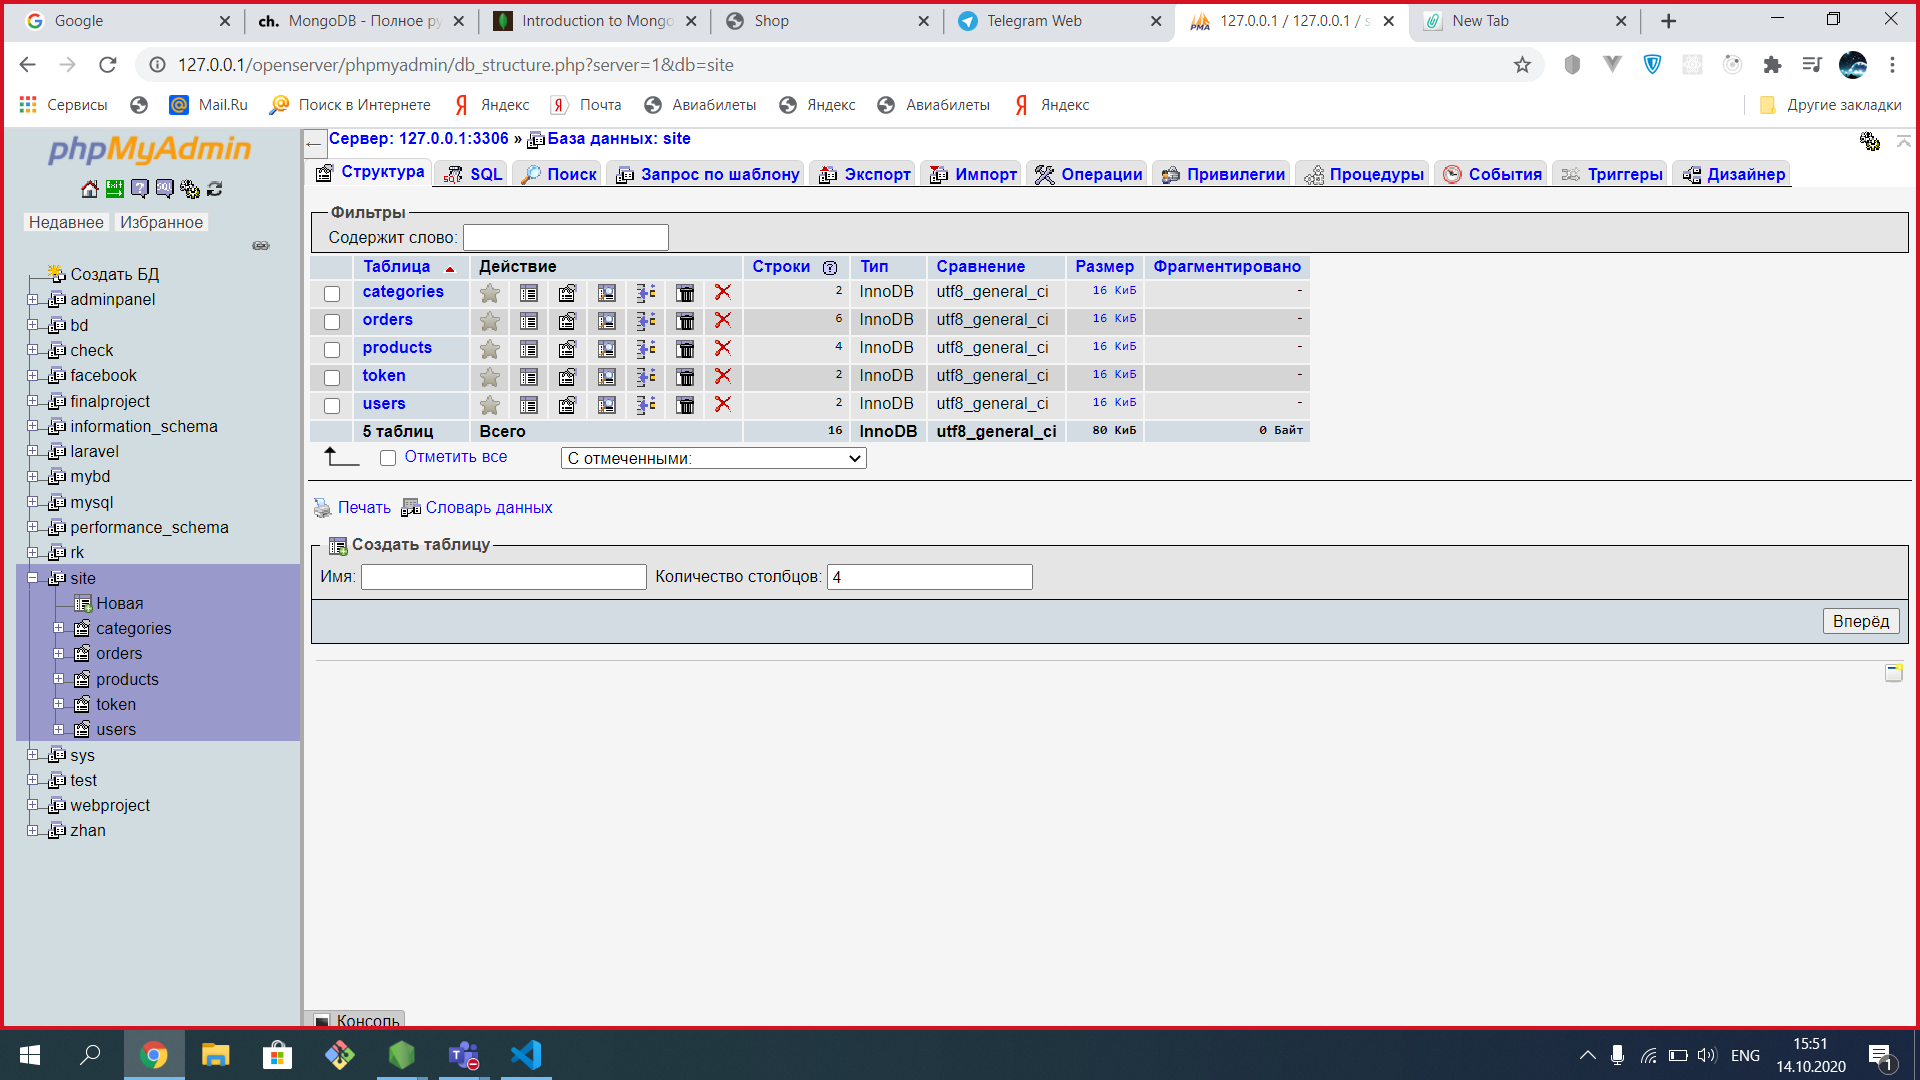 Google
ch. MongoDB - Полное ру
Introduction to Mongo
Shop
Telegram Web
PMA 127.0.0.1 / 127.0.0.1 / s
New Tab
127.0.0.1/openserver/phpmyadmin/db_structure.php?server=1&db=site
Сервисы
Mail.Ru
Поиск в Интернете
Яндекс
Почта
Авиабилеты
Яндекс
Авиабилеты
Яндекс
Другие закладки
phpMyAdmin
Недавнее Избранное
Создать БД
adminpanel
bd
check
facebook
finalproject
information_schema
laravel
mybd
mysql
performance_schema
rk
site
Новая
categories
orders
products
token
users
sys
test
webproject
zhan
Сервер: 127.0.0.1:3306 » База данных: site
Структура SQL Поиск Запрос по шаблону Экспорт Импорт Операции Привилегии Процедуры События Триггеры Дизайнер
Фильтры
Содержит слово:
Таблица Действие Строки Тип Сравнение Размер Фрагментировано
categories 2 InnoDB utf8_general_ci 16 КиБ -
orders 6 InnoDB utf8_general_ci 16 КиБ -
products 4 InnoDB utf8_general_ci 16 КиБ -
token 2 InnoDB utf8_general_ci 16 КиБ -
users 2 InnoDB utf8_general_ci 16 КиБ -
5 таблиц Всего 16 InnoDB utf8_general_ci 80 КиБ 0 Байт
Отметить все С отмеченными:
Печать Словарь данных
Создать таблицу
Имя: Количество столбцов: 4
Вперёд
Консоль
ENG
15:51
14.10.2020
1